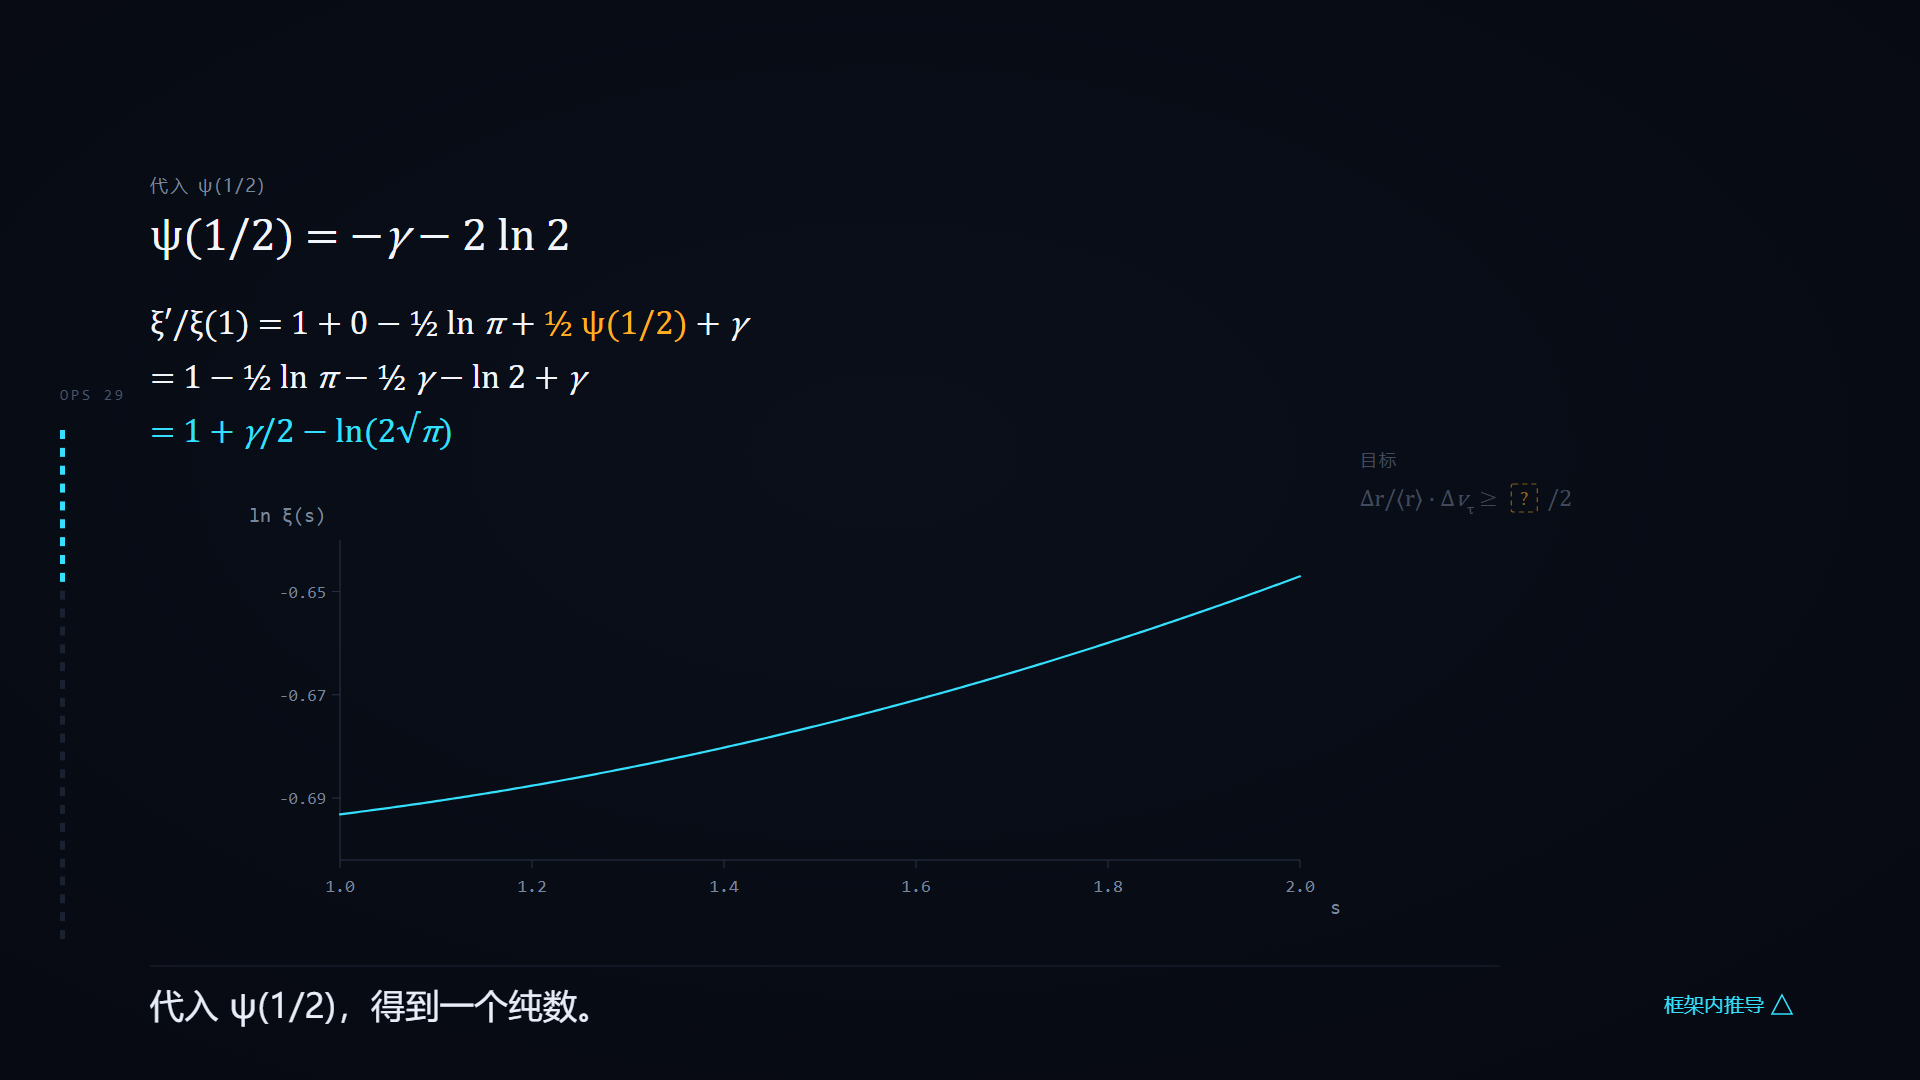 代入 ψ(1/2)
ψ(1/2) = −γ − 2 ln 2
ξ′/ξ(1) = 1 + 0 − ½ ln π + ½ ψ(1/2) + γ
= 1 − ½ ln π − ½ γ − ln 2 + γ
OPS 29
= 1 + γ/2 − ln(2√π)
目标
Δr/⟨r⟩ · Δν_τ ≥ ? /2
ln ξ(s)
-0.65
-0.67
-0.69
1.0 1.2 1.4 1.6 1.8 2.0
s
代入 ψ(1/2)，得到一个纯数。
框架内推导 △